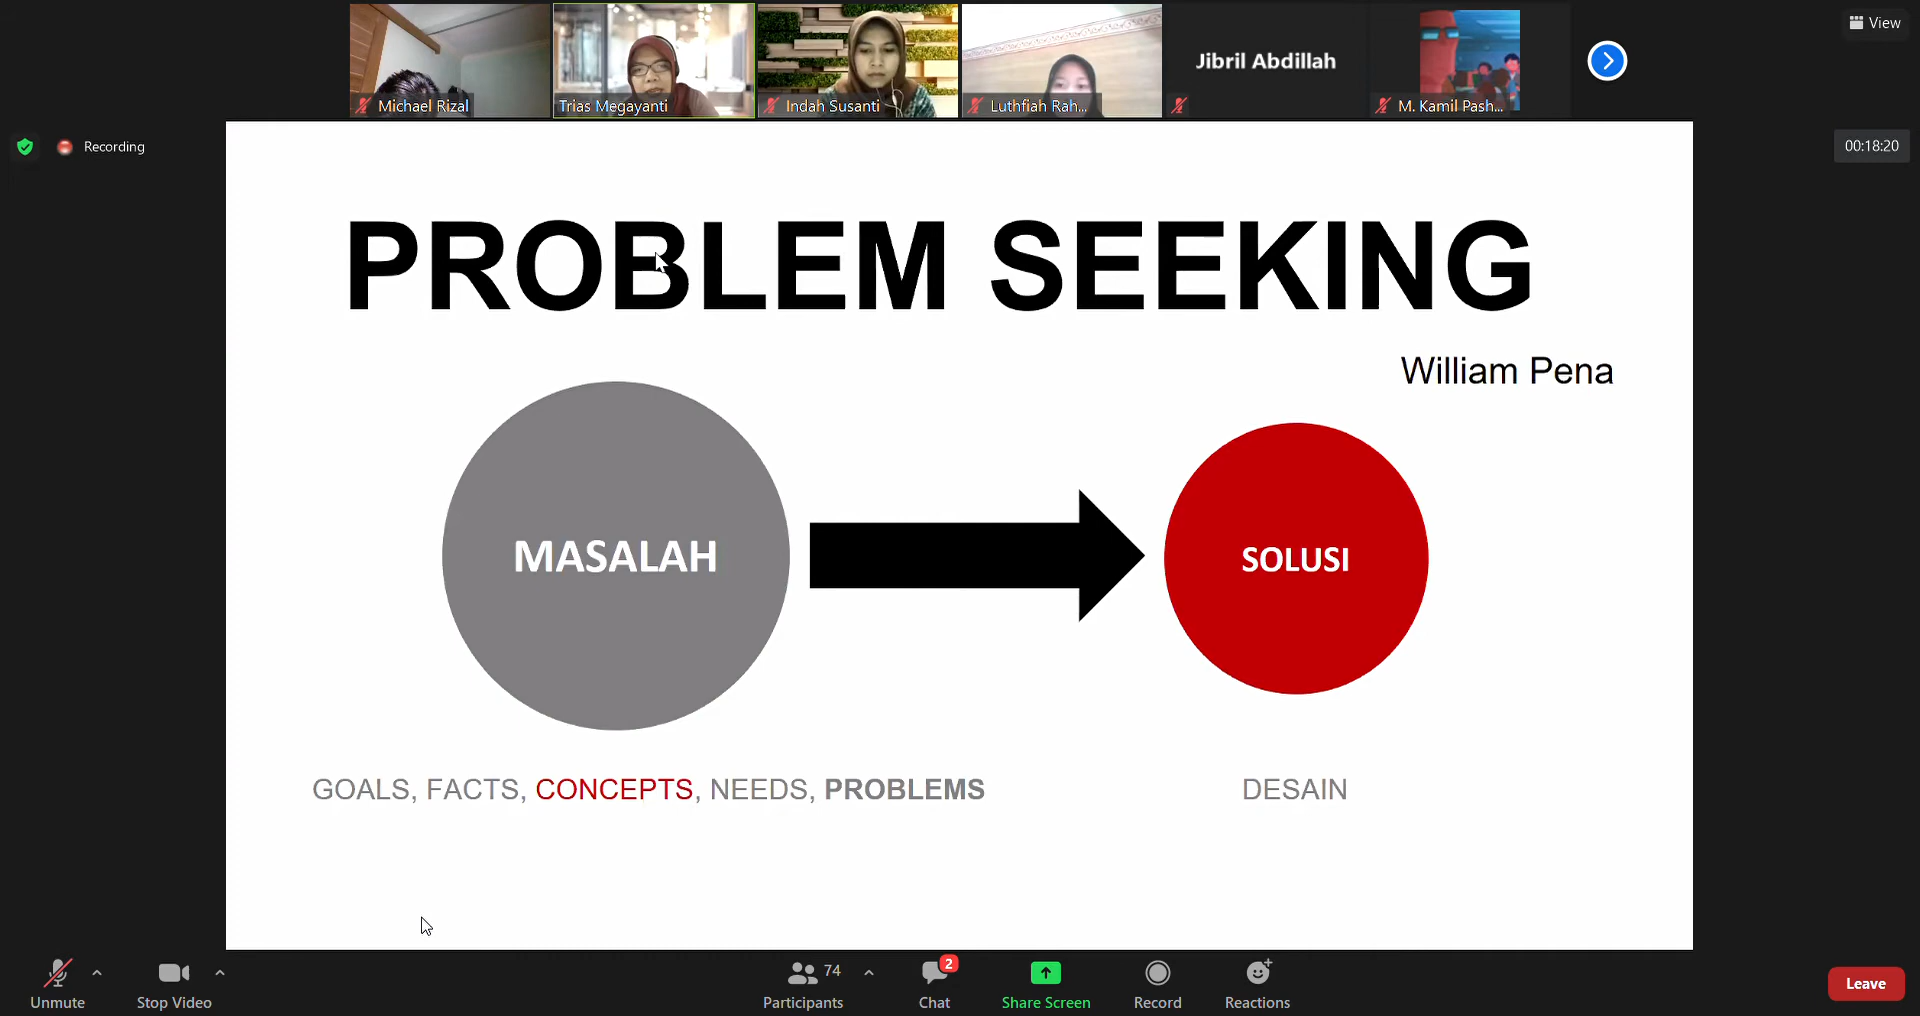 View
Jibril Abdillah
Michael Rizal
Trias Megayanti
Indah Susanti
Luthfiah Rah...
M. Kamil Pash...
Recording
00:18:20
PROBLEM SEEKING
William Pena
MASALAH
SOLUSI
GOALS, FACTS, CONCEPTS, NEEDS, PROBLEMS
DESAIN
Unmute
Stop Video
74
Participants
2
Chat
Share Screen
Record
Reactions
Leave